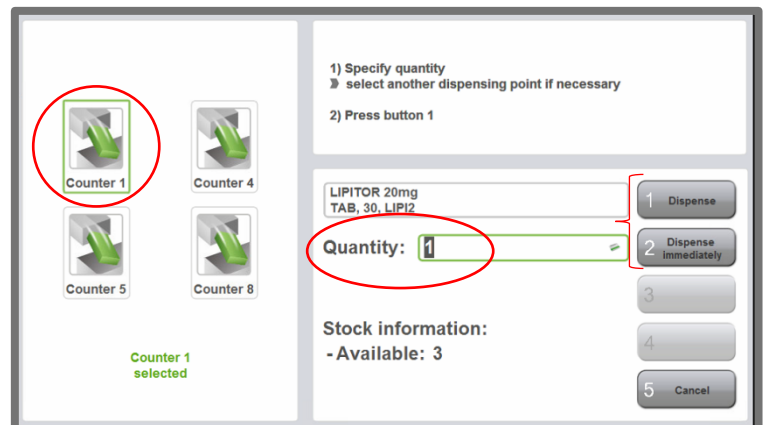 Counter 1
Counter 4
Counter 5
Counter 8
Counter 1
selected
1) Specify quantity
select another dispensing point if necessary
2) Press button 1
LIPITOR 20mg
TAB, 30, LIPI2
Quantity: 1
Stock information:
- Available: 3
1 Dispense
2 Dispense
Immediately
3
4
5 Cancel